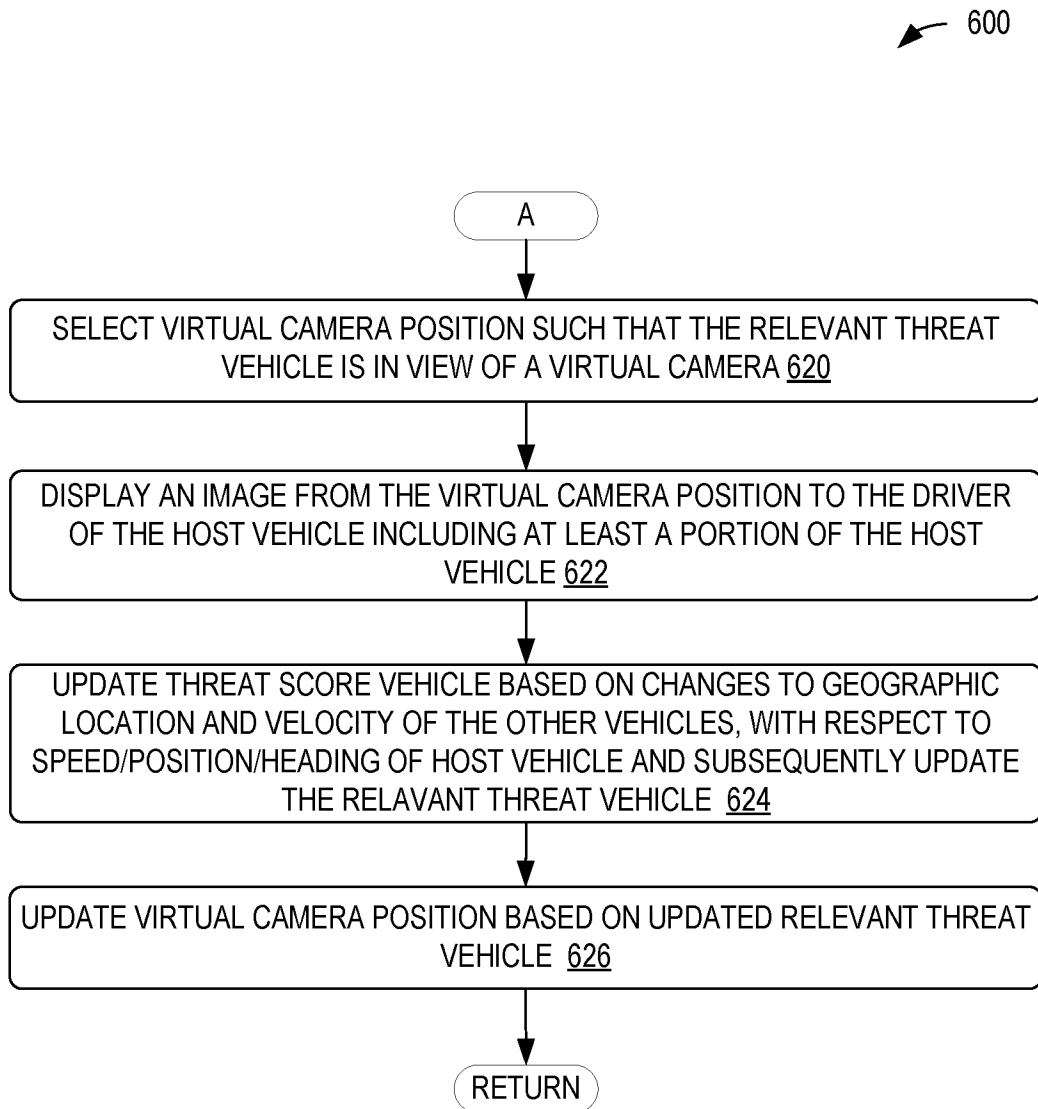 600
A
SELECT VIRTUAL CAMERA POSITION SUCH THAT THE RELEVANT THREAT
VEHICLE IS IN VIEW OF A VIRTUAL CAMERA 620
DISPLAY AN IMAGE FROM THE VIRTUAL CAMERA POSITION TO THE DRIVER
OF THE HOST VEHICLE INCLUDING AT LEAST A PORTION OF THE HOST
VEHICLE 622
UPDATE THREAT SCORE VEHICLE BASED ON CHANGES TO GEOGRAPHIC
LOCATION AND VELOCITY OF THE OTHER VEHICLES, WITH RESPECT TO
SPEED/POSITION/HEADING OF HOST VEHICLE AND SUBSEQUENTLY UPDATE
THE RELAVANT THREAT VEHICLE 624
UPDATE VIRTUAL CAMERA POSITION BASED ON UPDATED RELEVANT THREAT
VEHICLE 626
RETURN